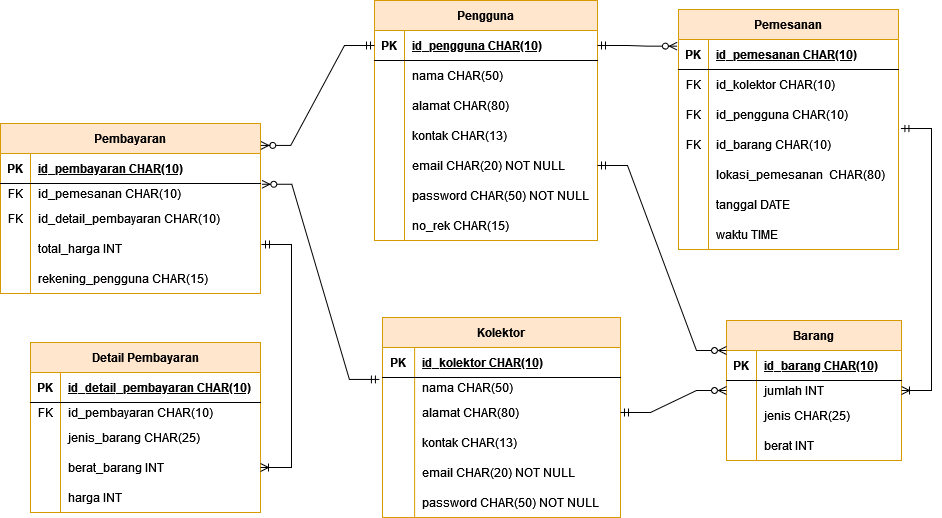 Pengguna
PK id_pengguna CHAR(10)
nama CHAR(50)
alamat CHAR(80)
kontak CHAR(13)
email CHAR(20) NOT NULL
password CHAR(50) NOT NULL
no_rek CHAR(15)
Pemesanan
PK id_pemesanan CHAR(10)
FK id_kolektor CHAR(10)
FK id_pengguna CHAR(10)
FK id_barang CHAR(10)
lokasi_pemesanan CHAR(80)
tanggal DATE
waktu TIME
Pembayaran
PK id_pembayaran CHAR(10)
FK id_pemesanan CHAR(10)
FK id_detail_pembayaran CHAR(10)
total_harga INT
rekening_pengguna CHAR(15)
Kolektor
PK id_kolektor CHAR(10)
nama CHAR(50)
alamat CHAR(80)
kontak CHAR(13)
email CHAR(20) NOT NULL
password CHAR(50) NOT NULL
Barang
PK id_barang CHAR(10)
jumlah INT
jenis CHAR(25)
berat INT
Detail Pembayaran
PK id_detail_pembayaran CHAR(10)
FK id_pembayaran CHAR(10)
jenis_barang CHAR(25)
berat_barang INT
harga INT